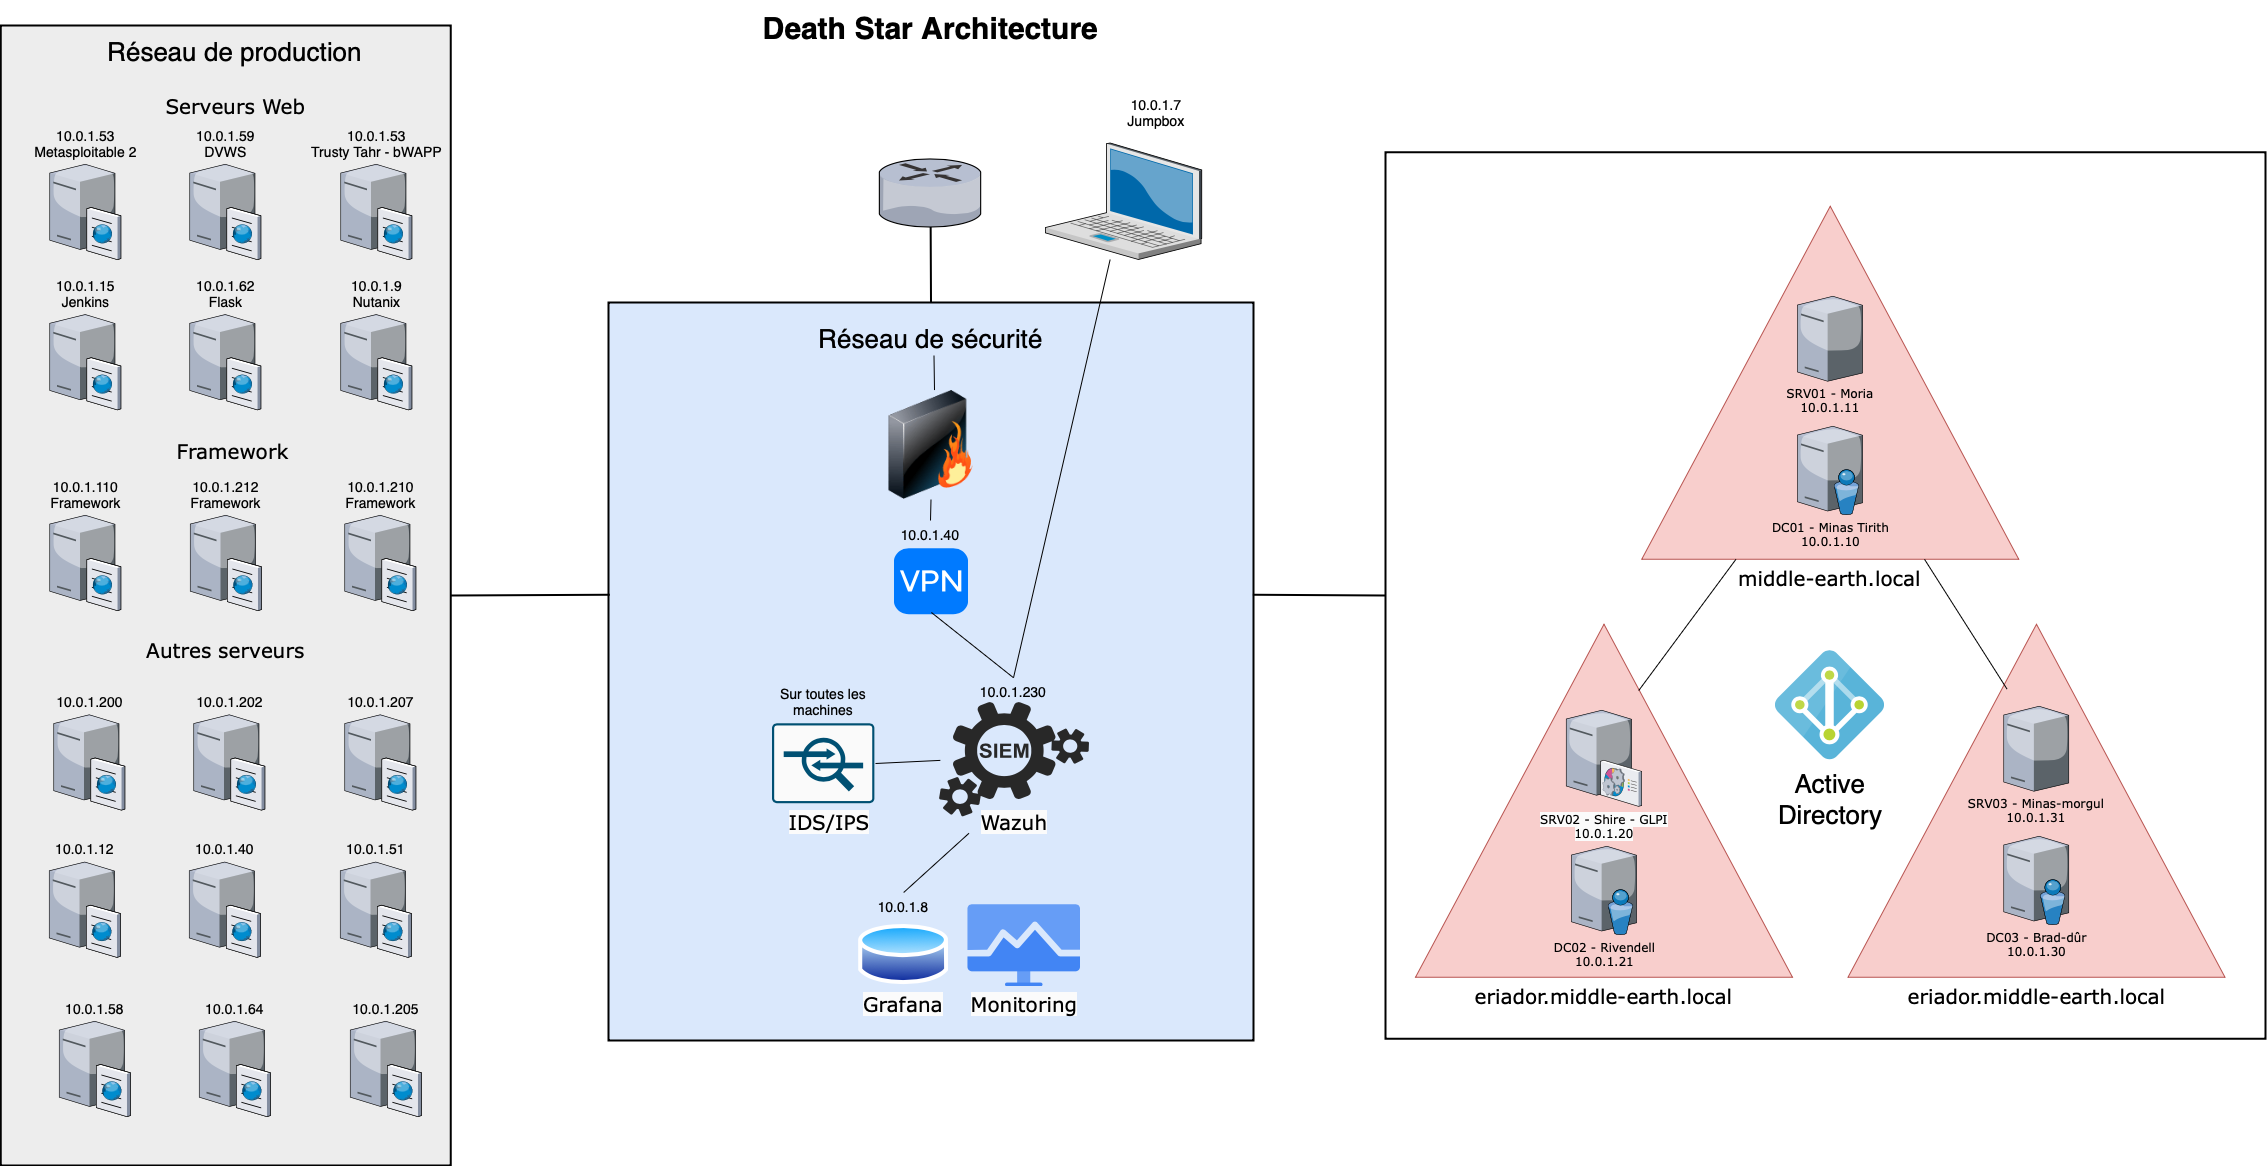 Death Star Architecture
Réseau de production
Serveurs Web
10.0.1.53
Metasploitable 2
10.0.1.59
DVWS
10.0.1.53
Trusty Tahr - bWAPP
10.0.1.15
Jenkins
10.0.1.62
Flask
10.0.1.9
Nutanix
Framework
10.0.1.110
Framework
10.0.1.212
Framework
10.0.1.210
Framework
Autres serveurs
10.0.1.200
10.0.1.202
10.0.1.207
10.0.1.12
10.0.1.40
10.0.1.51
10.0.1.58
10.0.1.64
10.0.1.205
10.0.1.7
Jumpbox
Réseau de sécurité
10.0.1.40
VPN
Sur toutes les
machines
IDS/IPS
10.0.1.230
SIEM
Wazuh
10.0.1.8
Grafana
Monitoring
SRV01 - Moria
10.0.1.11
DC01 - Minas Tirith
10.0.1.10
middle-earth.local
Active
Directory
SRV02 - Shire - GLPI
10.0.1.20
DC02 - Rivendell
10.0.1.21
eriador.middle-earth.local
SRV03 - Minas-morgul
10.0.1.31
DC03 - Brad-dûr
10.0.1.30
eriador.middle-earth.local